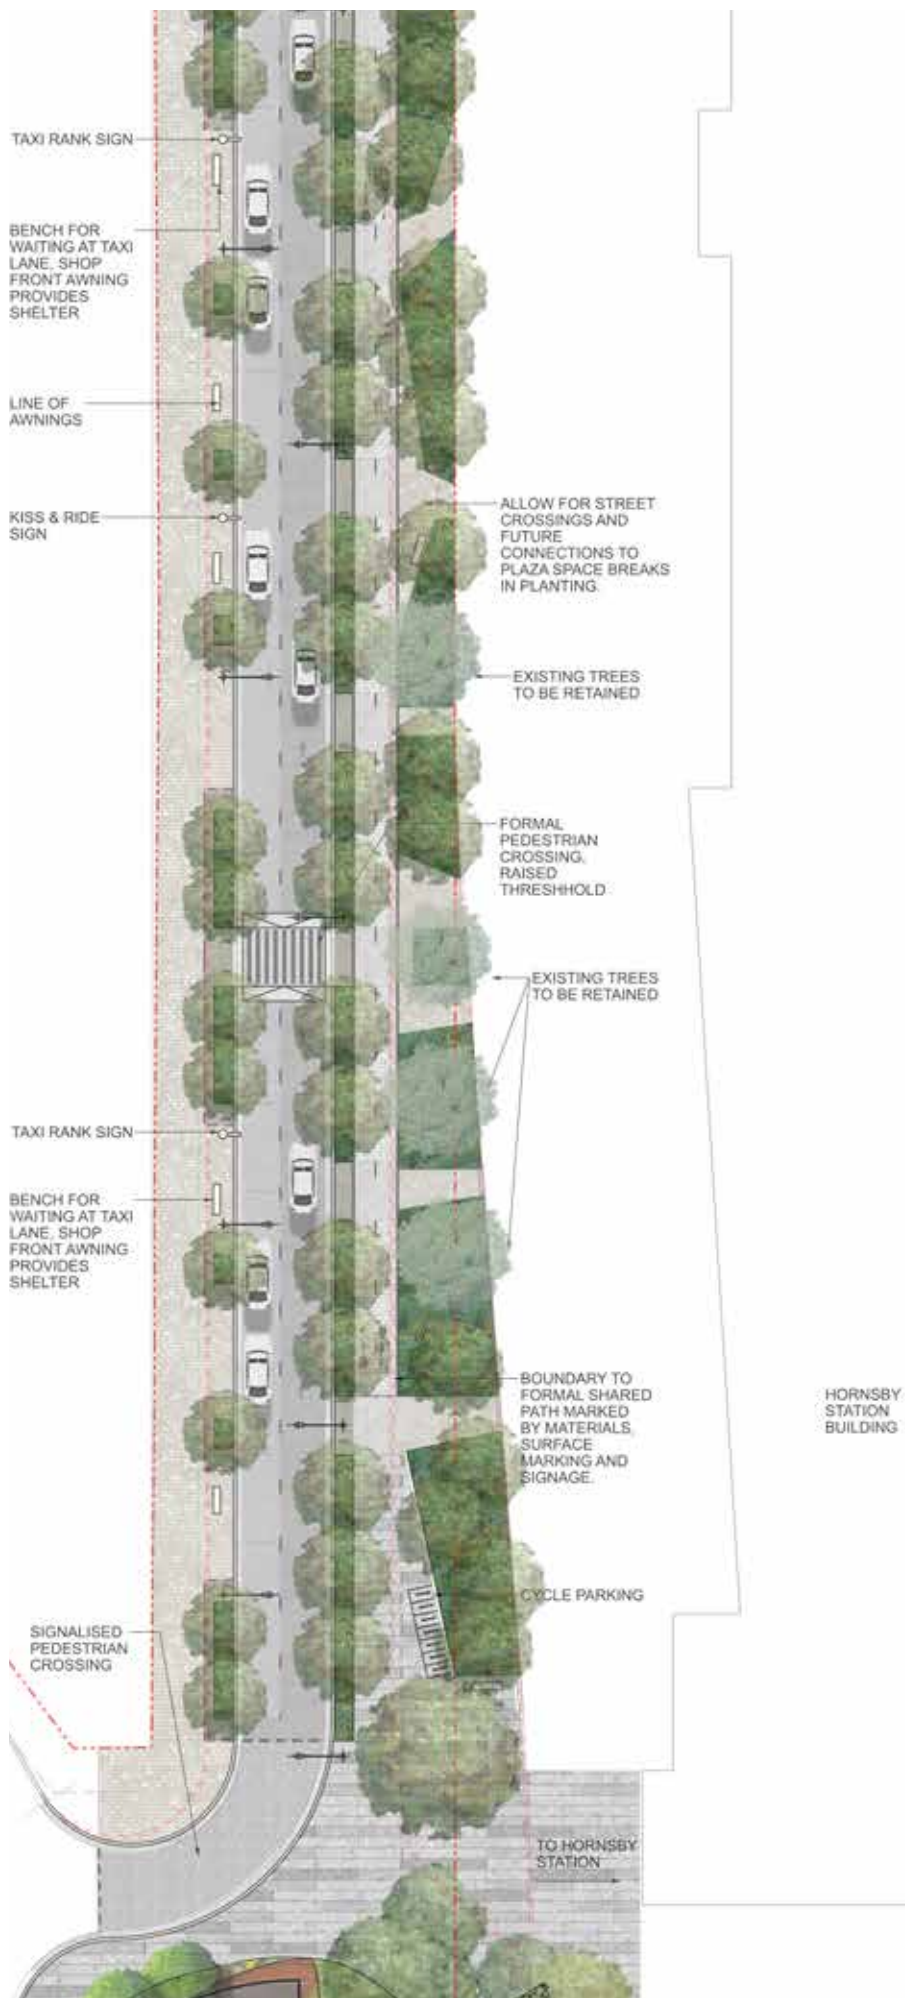 TAXI RANK SIGN
BENCH FOR
WAITING AT TAXI
LANE, SHOP
FRONT AWNING
PROVIDES
SHELTER
LINE OF
AWNINGS
KISS & RIDE
SIGN
ALLOW FOR STREET
CROSSINGS AND
FUTURE
CONNECTIONS TO
PLAZA SPACE BREAKS
IN PLANTING.
EXISTING TREES
TO BE RETAINED
FORMAL
PEDESTRIAN
CROSSING,
RAISED
THRESHHOLD
EXISTING TREES
TO BE RETAINED
TAXI RANK SIGN
BENCH FOR
WAITING AT TAXI
LANE, SHOP
FRONT AWNING
PROVIDES
SHELTER
BOUNDARY TO
FORMAL SHARED
PATH MARKED
BY MATERIALS,
SURFACE
MARKING AND
SIGNAGE.
HORNSBY
STATION
BUILDING
CYCLE PARKING
SIGNALISED
PEDESTRIAN
CROSSING
TO HORNSBY
STATION